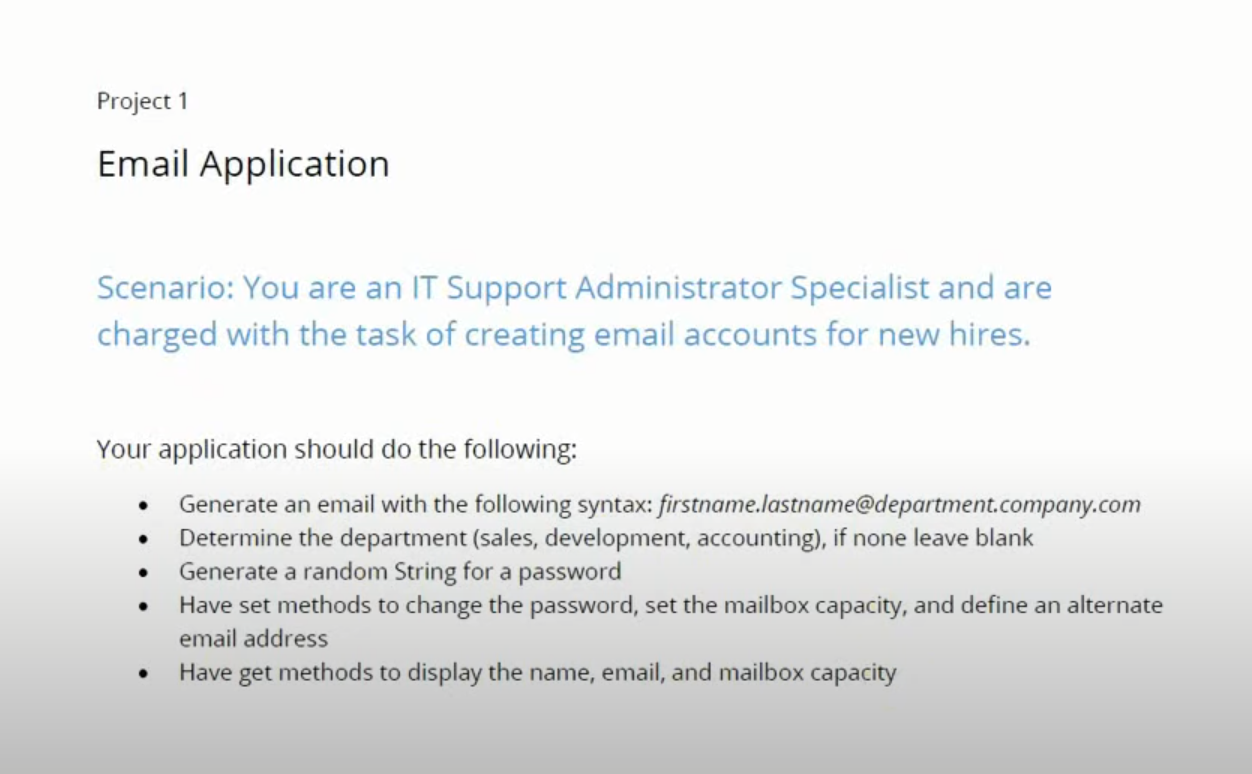 Project 1
Email Application
Scenario: You are an IT Support Administrator Specialist and are
charged with the task of creating email accounts for new hires.
Your application should do the following:
• Generate an email with the following syntax: firstname.lastname@department.company.com
• Determine the department (sales, development, accounting), if none leave blank
• Generate a random String for a password
• Have set methods to change the password, set the mailbox capacity, and define an alternate
email address
• Have get methods to display the name, email, and mailbox capacity